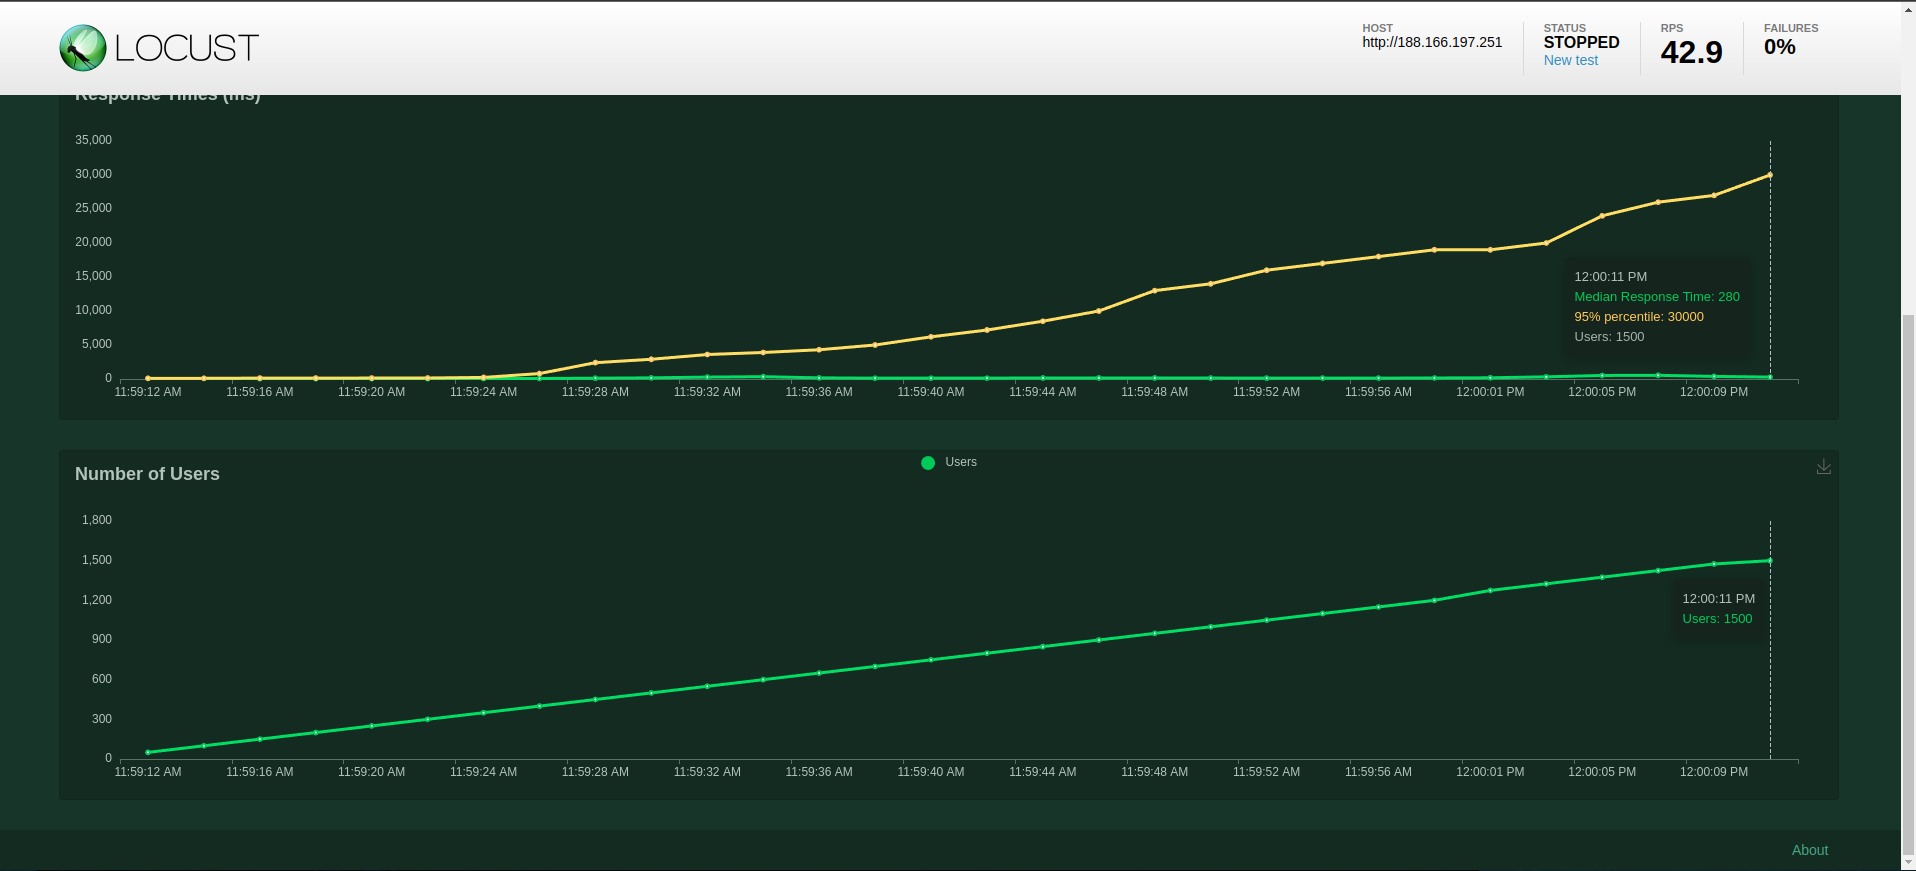 LOCUST
HOST
http://188.166.197.251
STATUS
STOPPED
New test
RPS
42.9
FAILURES
0%
Response Times (ms)
35,000
30,000
25,000
20,000
15,000
10,000
5,000
0
12:00:11 PM
Median Response Time: 280
95% percentile: 30000
Users: 1500
11:59:12 AM 11:59:16 AM 11:59:20 AM 11:59:24 AM 11:59:28 AM 11:59:32 AM 11:59:36 AM 11:59:40 AM 11:59:44 AM 11:59:48 AM 11:59:52 AM 11:59:56 AM 12:00:01 PM 12:00:05 PM 12:00:09 PM
Number of Users
Users
1,800
1,500
1,200
900
600
300
0
12:00:11 PM
Users: 1500
11:59:12 AM 11:59:16 AM 11:59:20 AM 11:59:24 AM 11:59:28 AM 11:59:32 AM 11:59:36 AM 11:59:40 AM 11:59:44 AM 11:59:48 AM 11:59:52 AM 11:59:56 AM 12:00:01 PM 12:00:05 PM 12:00:09 PM
About